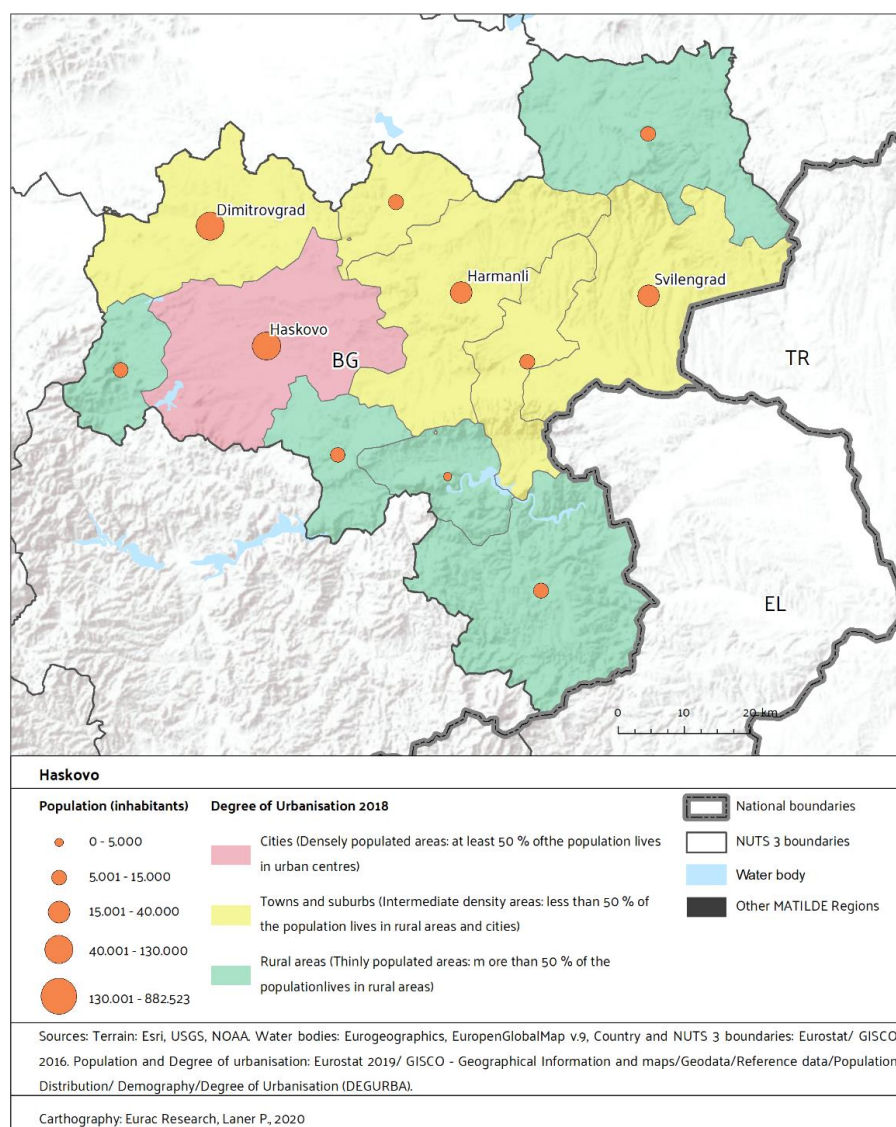 Dimitrovgrad
Harmanli
Svilengrad
Haskovo
BG
TR
EL
0 10 20 km
Haskovo
Population (inhabitants)
0 - 5.000
5.001 - 15.000
15.001 - 40.000
40.001 - 130.000
130.001 - 882.523
Degree of Urbanisation 2018
Cities (Densely populated areas: at least 50 % ofthe population lives
in urban centres)
Towns and suburbs (Intermediate density areas: less than 50 % of
the population lives in rural areas and cities)
Rural areas (Thinly populated areas: m ore than 50 % of the
populationlives in rural areas)
National boundaries
NUTS 3 boundaries
Water body
Other MATILDE Regions
Sources: Terrain: Esri, USGS, NOAA. Water bodies: Eurogeographics, EuropenGlobalMap v.9, Country and NUTS 3 boundaries: Eurostat/ GISCO
2016. Population and Degree of urbanisation: Eurostat 2019/ GISCO - Geographical Information and maps/Geodata/Reference data/Population
Distribution/ Demography/Degree of Urbanisation (DEGURBA).
Carthography: Eurac Research, Laner P., 2020